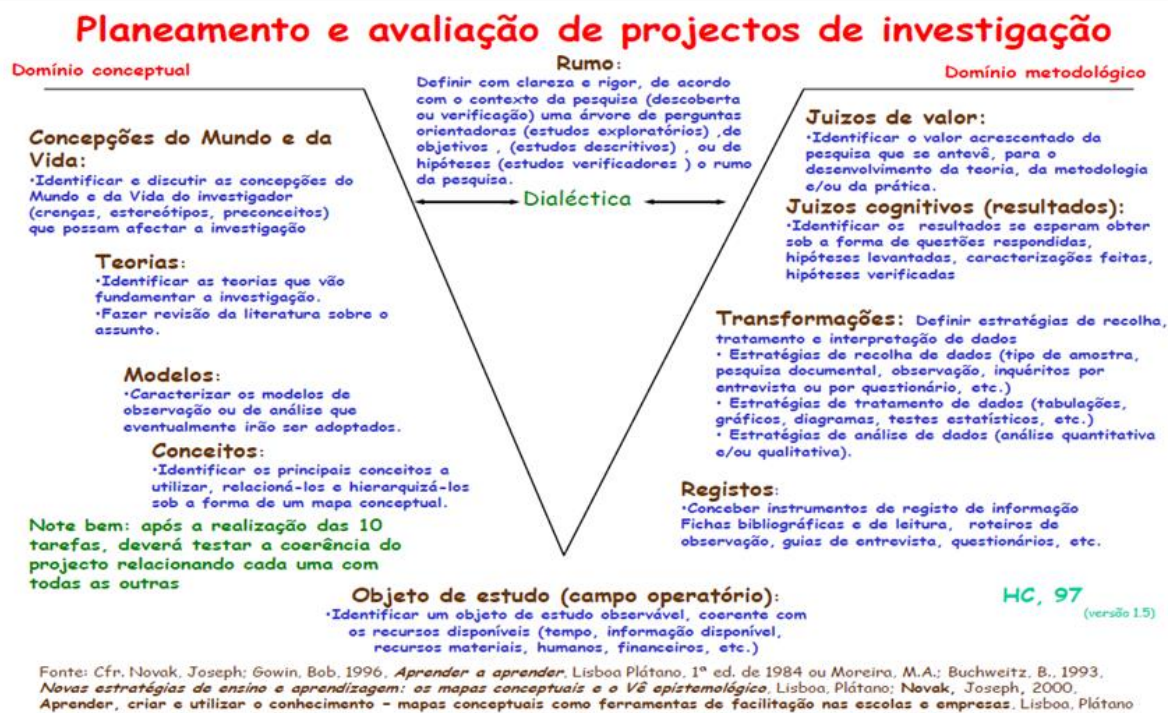 Planeamento e avaliação de projectos de investigação
Domínio conceptual
Rumo:
Definir com clareza e rigor, de acordo
com o contexto da pesquisa (descoberta
ou verificação) uma árvore de perguntas
orientadoras (estudos exploratórios) ,de
objetivos , (estudos descritivos) , ou de
hipóteses (estudos verificadores ) o rumo
da pesquisa.
Dialéctica
Domínio metodológico
Concepções do Mundo e da
Vida:
•Identificar e discutir as concepções do
Mundo e da Vida do investigador
(crenças, estereótipos, preconceitos)
que possam afectar a investigação
Teorias:
•Identificar as teorias que vão
fundamentar a investigação.
•Fazer revisão da literatura sobre o
assunto.
Modelos:
•Caracterizar os modelos de
observação ou de análise que
eventualmente irão ser adoptados.
Conceitos:
•Identificar os principais conceitos a
utilizar, relacioná-los e hierarquizá-los
sob a forma de um mapa conceptual.
Note bem: após a realização das 10
tarefas, deverá testar a coerência do
projecto relacionando cada uma com
todas as outras
Juizos de valor:
•Identificar o valor acrescentado da
pesquisa que se antevê, para o
desenvolvimento da teoria, da metodologia
e/ou da prática.
Juizos cognitivos (resultados):
•Identificar os resultados se esperam obter
sob a forma de questões respondidas,
hipóteses levantadas, caracterizações feitas,
hipóteses verificadas
Transformações: Definir estratégias de recolha,
tratamento e interpretação de dados
• Estratégias de recolha de dados (tipo de amostra,
pesquisa documental, observação, inquéritos por
entrevista ou por questionário, etc.)
• Estratégias de tratamento de dados (tabulações,
gráficos, diagramas, testes estatísticos, etc.)
• Estratégias de análise de dados (análise quantitativa
e/ou qualitativa).
Registos:
•Conceber instrumentos de registo de informação
Fichas bibliográficas e de leitura, roteiros de
observação, guias de entrevista, questionários, etc.
Objeto de estudo (campo operatório):
•Identificar um objeto de estudo observável, coerente com
os recursos disponíveis (tempo, informação disponível,
recursos materiais, humanos, financeiros, etc.)
HC, 97
(versão 1.5)
Fonte: Cfr. Novak, Joseph; Gowin, Bob, 1996, Aprender a aprender, Lisboa Plátano, 1ª ed. de 1984 ou Moreira, M.A.; Buchweitz, B., 1993,
Novas estratégias de ensino e aprendizagem: os mapas conceptuais e o Vê epistemológico, Lisboa, Plátano; Novak, Joseph, 2000,
Aprender, criar e utilizar o conhecimento – mapas conceptuais como ferramentas de facilitação nas escolas e empresas, Lisboa, Plátano